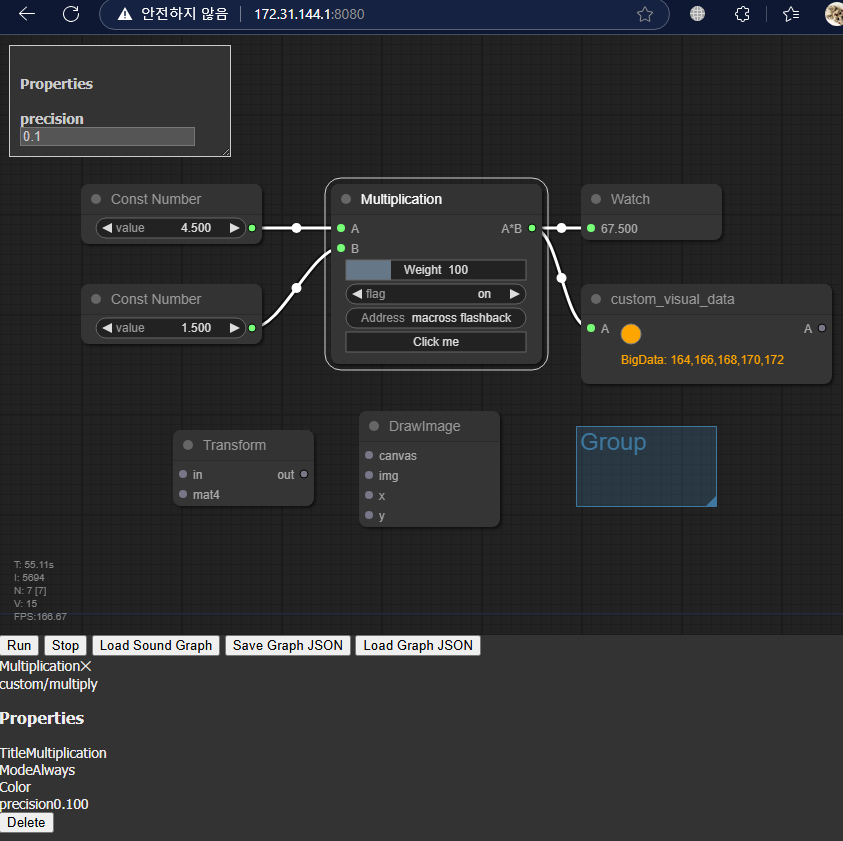 안전하지 않음 172.31.144.1:8080
Properties
precision
0.1
Const Number
value 4.500
Const Number
value 1.500
Multiplication
A A*B
B
Weight 100
flag on
Address macross flashback
Click me
Watch
67.500
custom_visual_data
A A
BigData: 164,166,168,170,172
Transform
in out
mat4
DrawImage
canvas
img
x
y
Group
T: 55.11s
I: 5694
N: 7 [7]
V: 15
FPS:166.67
Run Stop Load Sound Graph Save Graph JSON Load Graph JSON
Multiplication✕
custom/multiply
Properties
TitleMultiplication
ModeAlways
Color
precision0.100
Delete